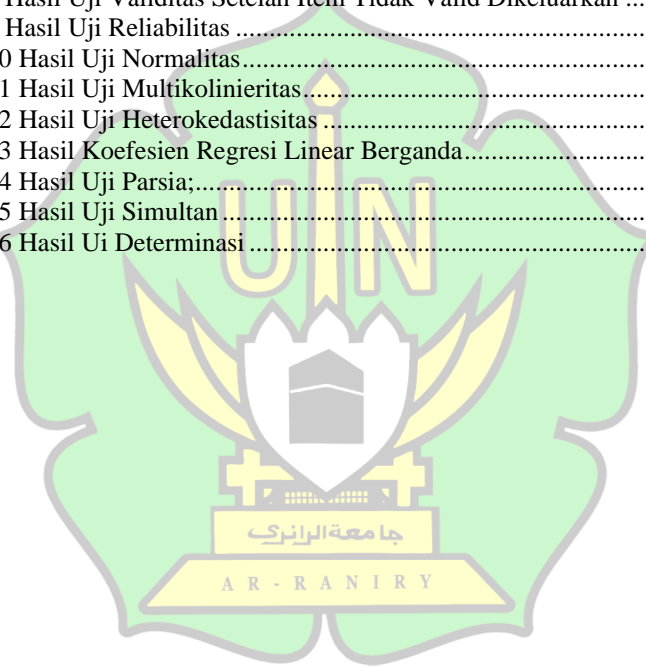 Hasil Uji Validitas Setelah Item Tidak Valid Dikeluarkan ...
Hasil Uji Reliabilitas ..............................................................
0 Hasil Uji Normalitas.............................................................
1 Hasil Uji Multikolinieritas...................................................
2 Hasil Uji Heterokedastisitas ................................................
3 Hasil Koefesien Regresi Linear Berganda...........................
4 Hasil Uji Parsia;....................................................................
5 Hasil Uji Simultan ................................................................
6 Hasil Ui Determinasi ...........................................................
UIN
جامعةالرانري
AR-RANIRY